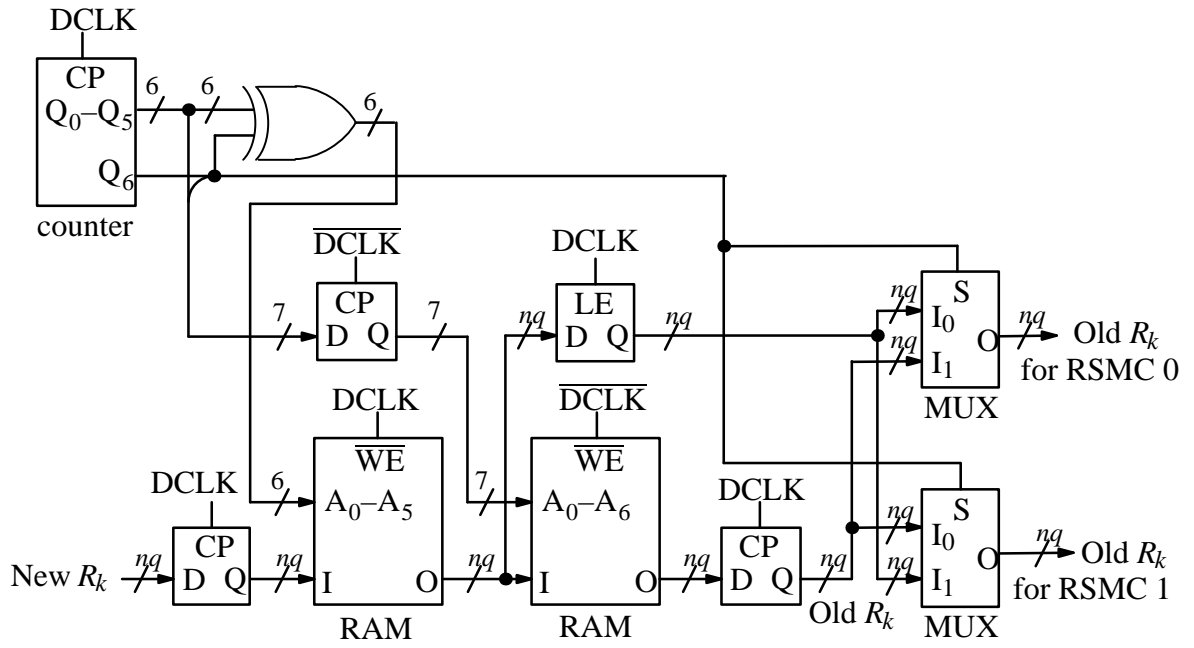 DCLK
CP
Q0–Q5
Q6
counter
6
6
6
DCLK
CP
D Q
7
7
DCLK
LE
D Q
nq
nq
S
I0
I1
O
MUX
nq
nq
nq
Old Rk
for RSMC 0
DCLK
WE
A0–A5
I
O
RAM
6
DCLK
WE
A0–A6
I
O
RAM
7
New Rk
nq
DCLK
CP
D Q
nq
nq
nq
DCLK
CP
D Q
nq
Old Rk
S
I0
I1
O
MUX
nq
nq
nq
Old Rk
for RSMC 1